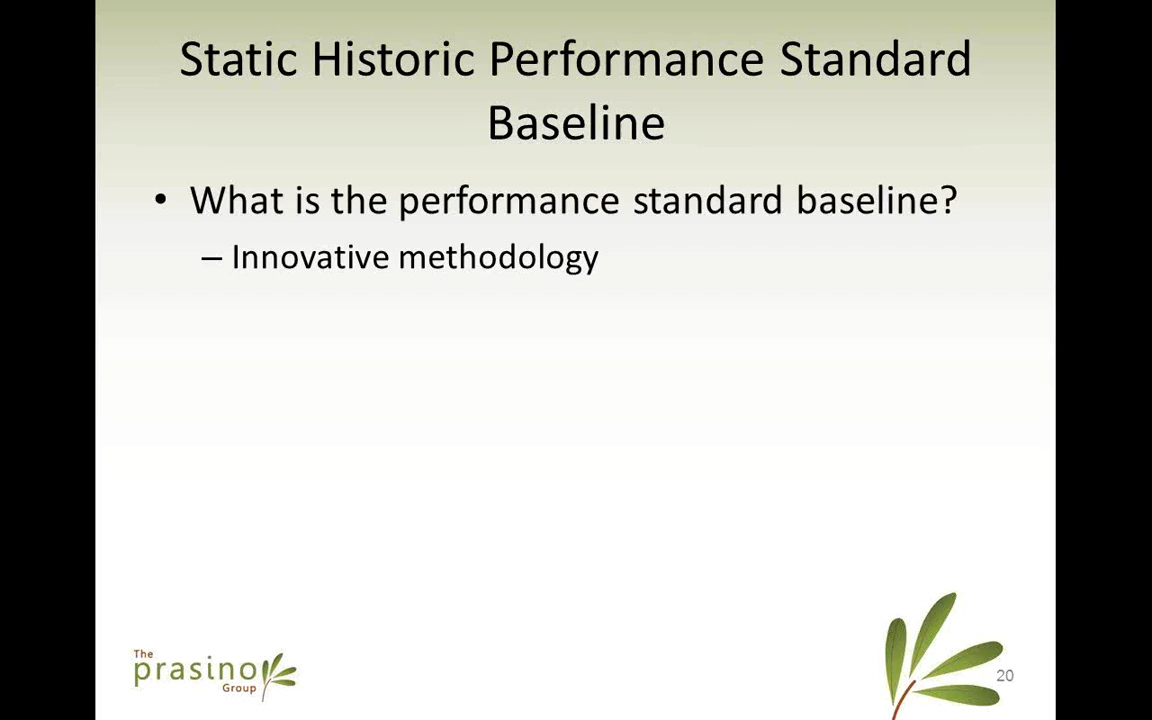 Static Historic Performance Standard
Baseline
• What is the performance standard baseline?
– Innovative methodology
The
prasino
Group
20